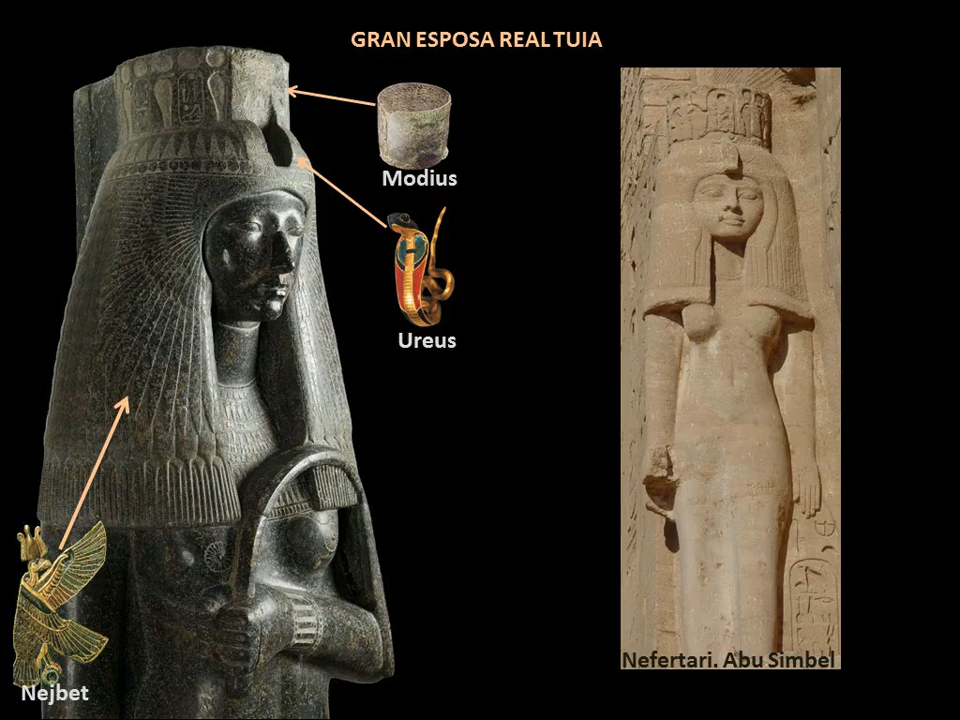 GRAN ESPOSA REAL TUIA
Modius
Ureus
Nejbet
Nefertari. Abu Simbel